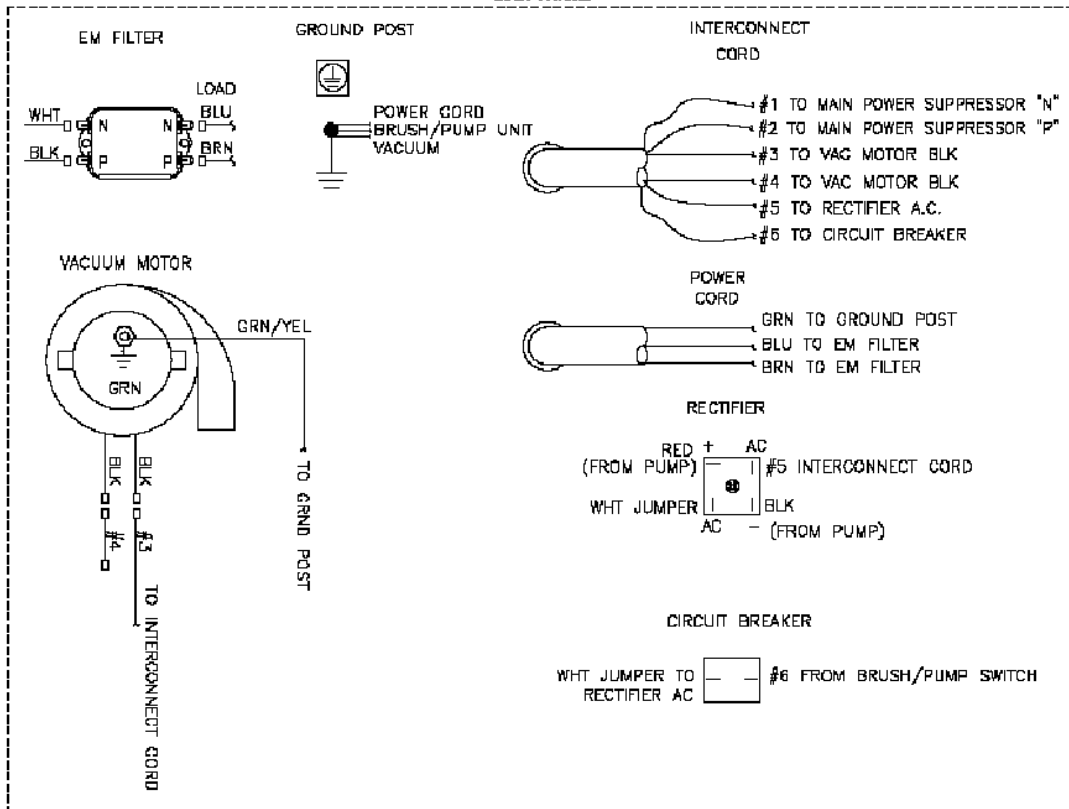 EM FILTER
LOAD
WHT N N BLU
BLK P P BRN
GROUND POST
POWER CORD
BRUSH/PUMP UNIT
VACUUM
INTERCONNECT
CORD
#1 TO MAIN POWER SUPPRESSOR "N"
#2 TO MAIN POWER SUPPRESSOR "P"
#3 TO VAC MOTOR BLK
#4 TO VAC MOTOR BLK
#5 TO RECTIFIER A.C.
#6 TO CIRCUIT BREAKER
VACUUM MOTOR
GRN/YEL
GRN
BLK
BLK
#4
#3
TO GRND POST
TO INTERCONNECT CORD
POWER
CORD
GRN TO GROUND POST
BLU TO EM FILTER
BRN TO EM FILTER
RECTIFIER
RED + AC
(FROM PUMP) #5 INTERCONNECT CORD
WHT JUMPER BLK
AC - (FROM PUMP)
CIRCUIT BREAKER
WHT JUMPER TO #6 FROM BRUSH/PUMP SWITCH
RECTIFIER AC